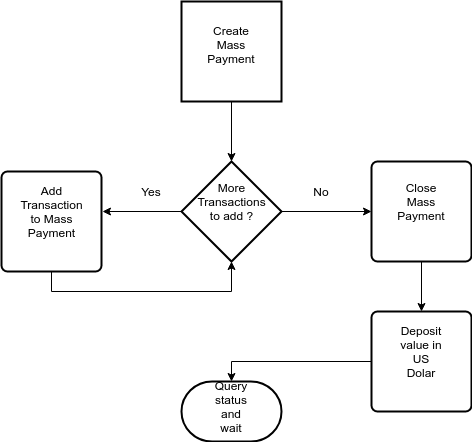 Create
Mass
Payment
More
Transactions
to add ?
Yes
No
Add
Transaction
to Mass
Payment
Close
Mass
Payment
Deposit
value in
US
Dolar
Query
status
and
wait